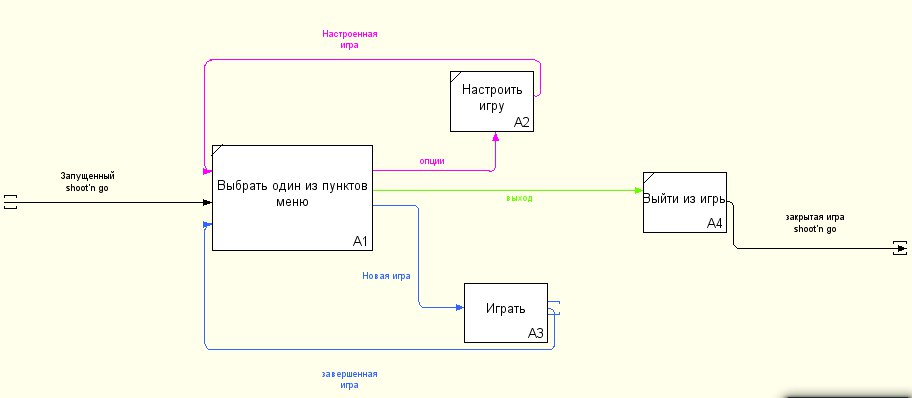 Настроенная
игра
Настроить
игру
A2
Запущенный
shoot'n go
Выбрать один из пунктов
меню
A1
опции
выход
Выйти из игры
A4
закрытая игра
shoot'n go
Новая игра
Играть
A3
завершенная
игра